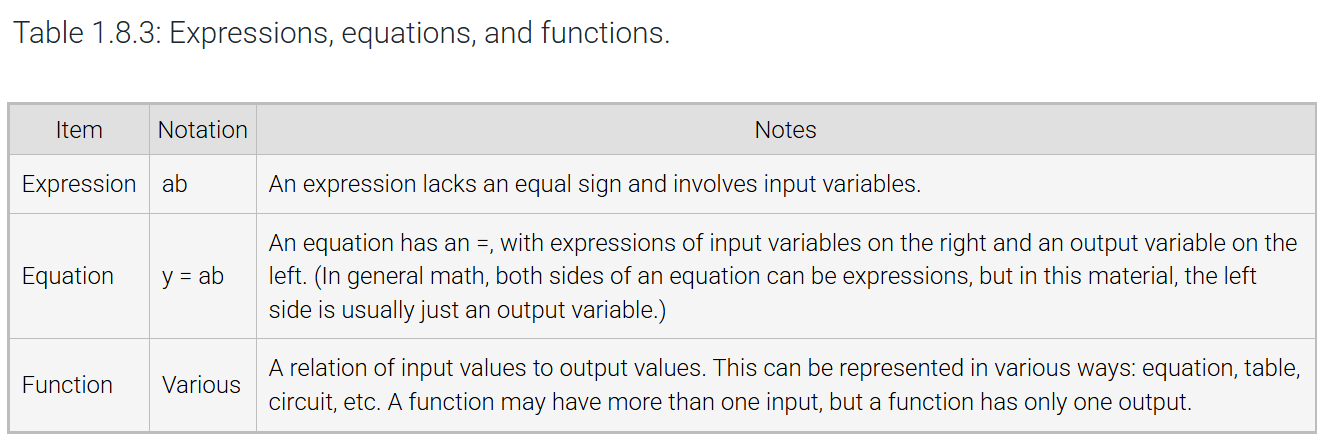 Table 1.8.3: Expressions, equations, and functions.
Item Notation Notes
Expression ab An expression lacks an equal sign and involves input variables.
An equation has an =, with expressions of input variables on the right and an output variable on the
Equation y = ab left. (In general math, both sides of an equation can be expressions, but in this material, the left
side is usually just an output variable.)
A relation of input values to output values. This can be represented in various ways: equation, table,
Function Various
circuit, etc. A function may have more than one input, but a function has only one output.